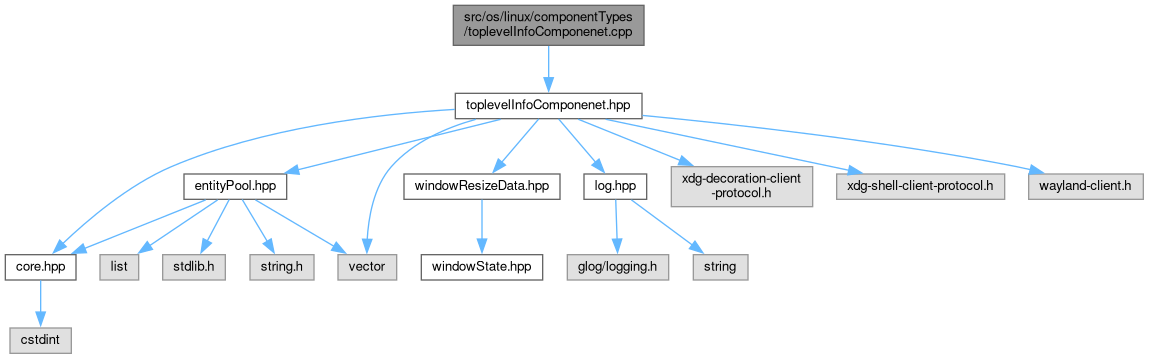 src/os/linux/componentTypes
/toplevelInfoComponenet.cpp
toplevelInfoComponenet.hpp
entityPool.hpp
windowResizeData.hpp
log.hpp
xdg-decoration-client
-protocol.h
xdg-shell-client-protocol.h
wayland-client.h
core.hpp
list
stdlib.h
string.h
vector
windowState.hpp
glog/logging.h
string
cstdint